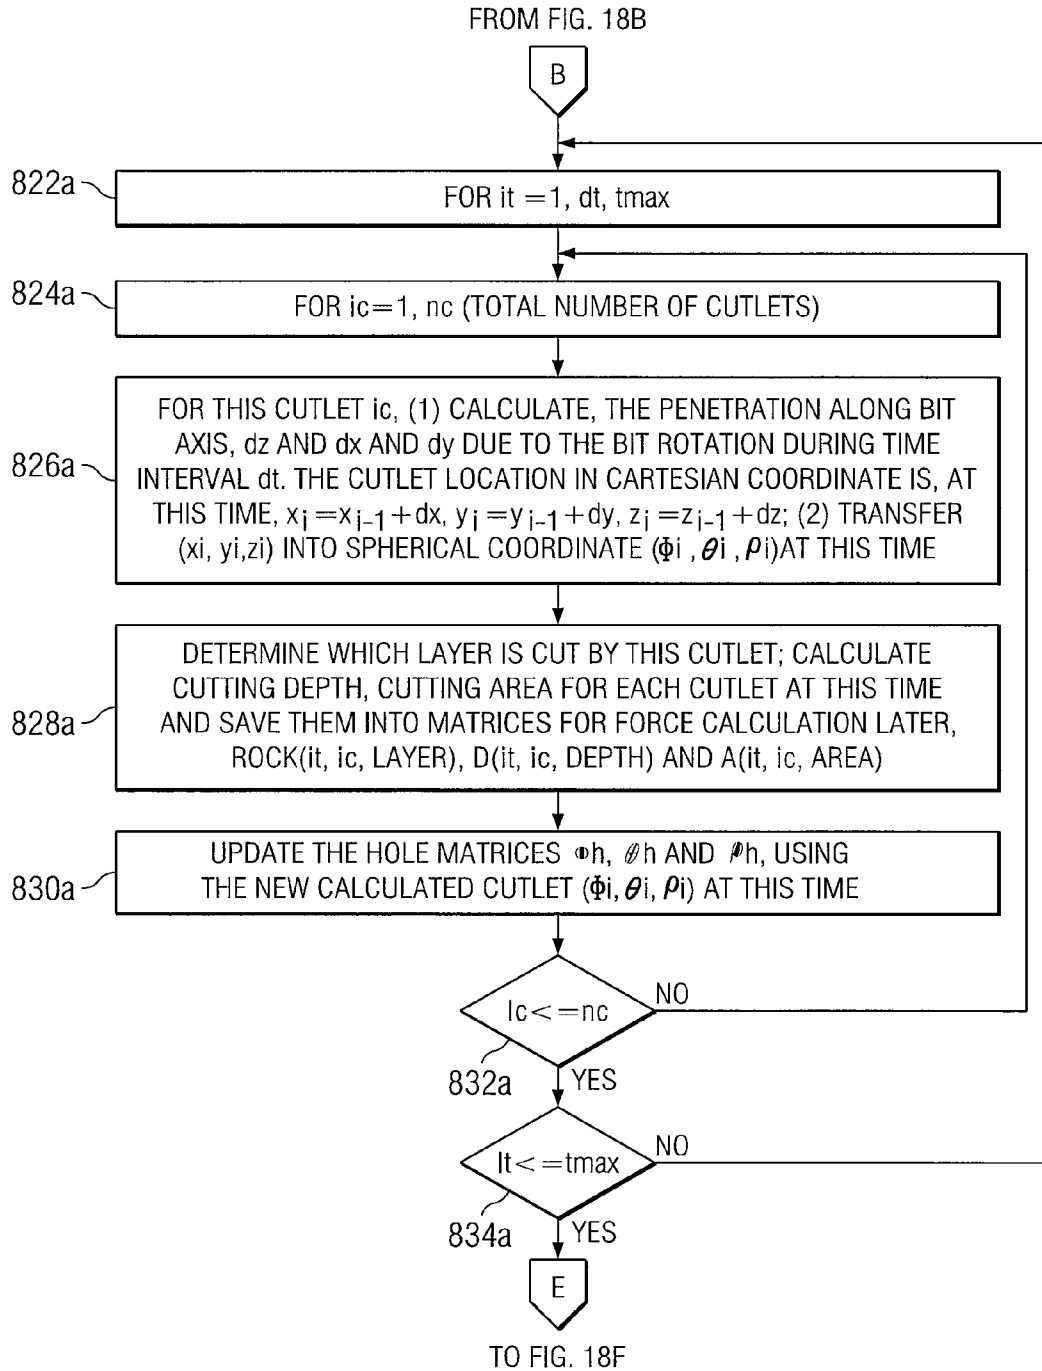 FROM FIG. 18B
B
822a
FOR it =1, dt, tmax
824a
FOR ic=1, nc (TOTAL NUMBER OF CUTLETS)
826a
FOR THIS CUTLET ic, (1) CALCULATE, THE PENETRATION ALONG BIT
AXIS, dz AND dx AND dy DUE TO THE BIT ROTATION DURING TIME
INTERVAL dt. THE CUTLET LOCATION IN CARTESIAN COORDINATE IS, AT
THIS TIME, xi =xi–1+dx, yi =yi–1+dy, zi =zi–1+dz; (2) TRANSFER
(xi, yi,zi) INTO SPHERICAL COORDINATE (Φi ,θi ,ρi)AT THIS TIME
828a
DETERMINE WHICH LAYER IS CUT BY THIS CUTLET; CALCULATE
CUTTING DEPTH, CUTTING AREA FOR EACH CUTLET AT THIS TIME
AND SAVE THEM INTO MATRICES FOR FORCE CALCULATION LATER,
ROCK(it, ic, LAYER), D(it, ic, DEPTH) AND A(it, ic, AREA)
830a
UPDATE THE HOLE MATRICES Φh, θh AND ρh, USING
THE NEW CALCULATED CUTLET (Φi,θi,ρi) AT THIS TIME
Ic<=nc
NO
832a
YES
It<=tmax
NO
834a
YES
E
TO FIG. 18F